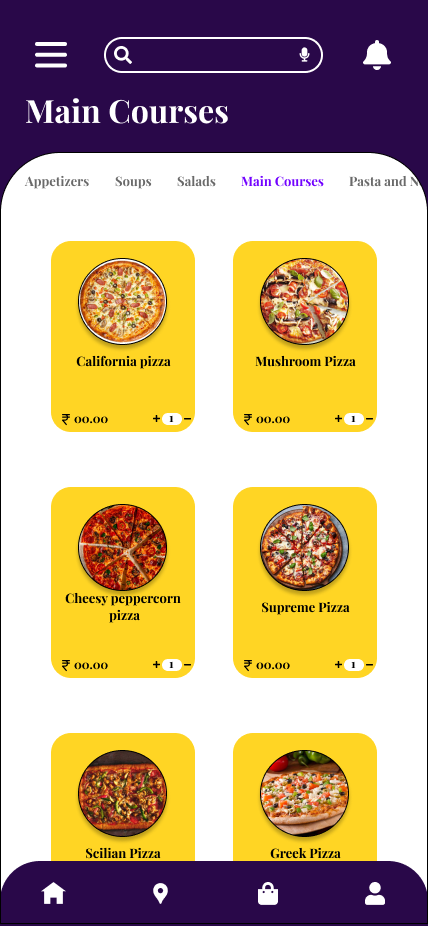 Main Courses
Appetizers Soups Salads Main Courses Pasta and N
California pizza Mushroom Pizza
₹ 00.00 + 1 − ₹ 00.00 + 1 −
Cheesy peppercorn
pizza Supreme Pizza
₹ 00.00 + 1 − ₹ 00.00 + 1 −
Scilian Pizza Greek Pizza